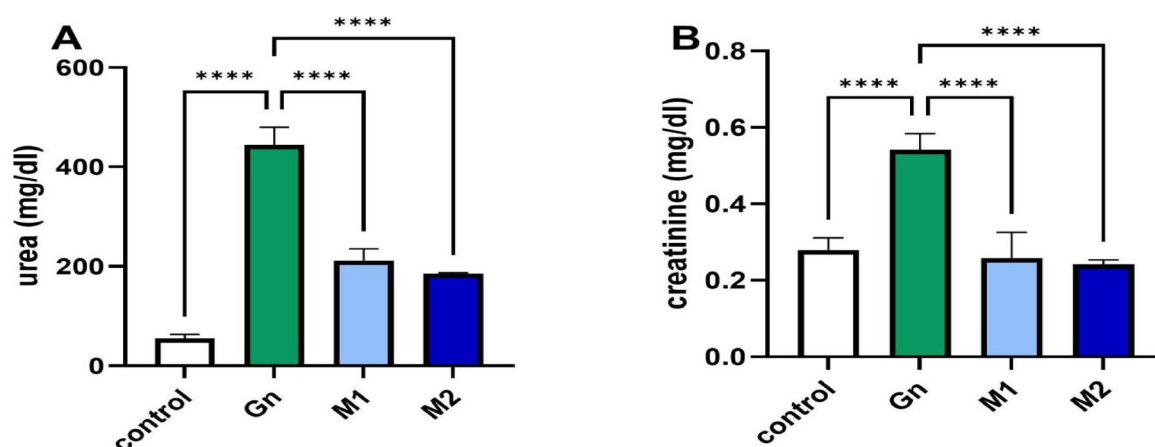 A
urea (mg/dl)
600
400
200
0
****
****
****
control
Gn
M1
M2
B
creatinine (mg/dl)
0.8
0.6
0.4
0.2
0.0
****
****
****
control
Gn
M1
M2